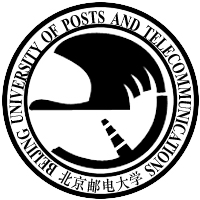 BEIJING UNIVERSITY OF POSTS AND TELECOMMUNICATIONS
北京邮电大学